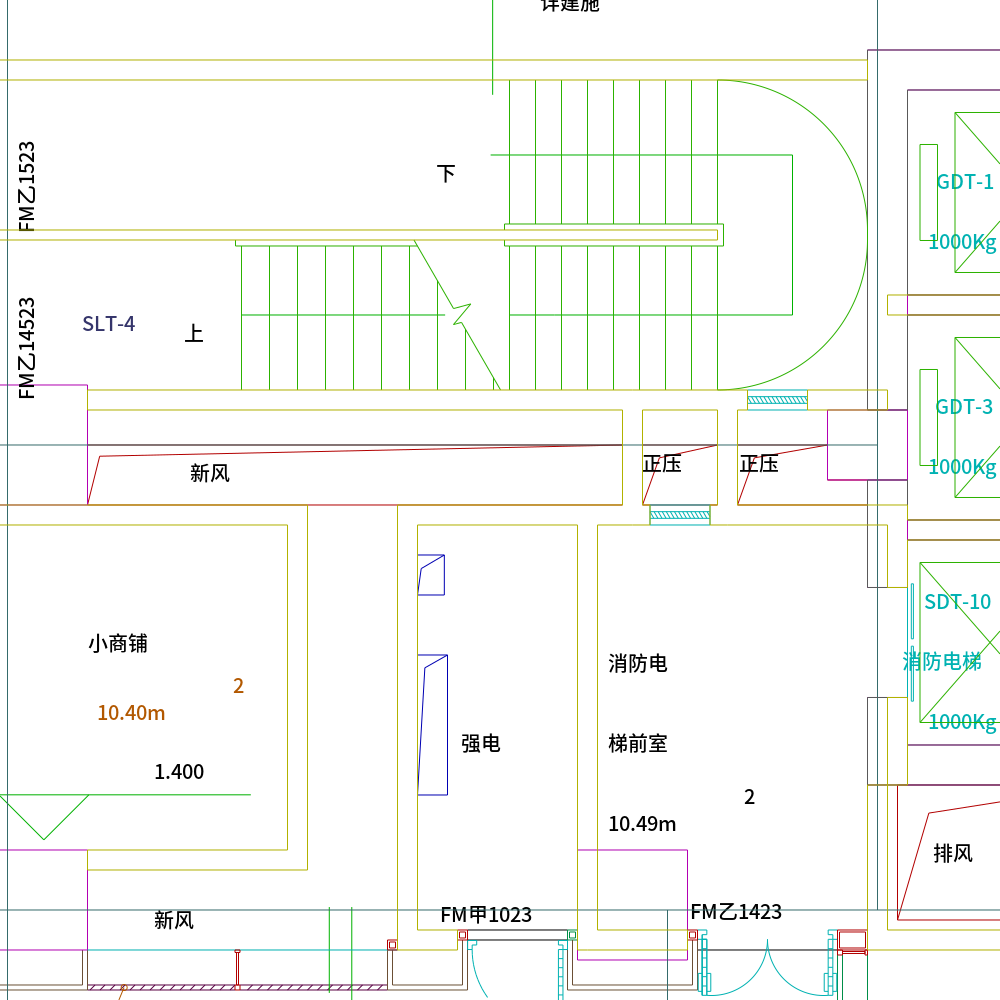 详建施
FM乙1523
下
GDT-1
1000Kg
FM乙14523
SLT-4
上
GDT-3
1000Kg
新风
正压
正压
SDT-10
消防电梯
1000Kg
小商铺
2
10.40m
1.400
强电
消防电
梯前室
2
10.49m
排风
新风
FM甲1023
FM乙1423